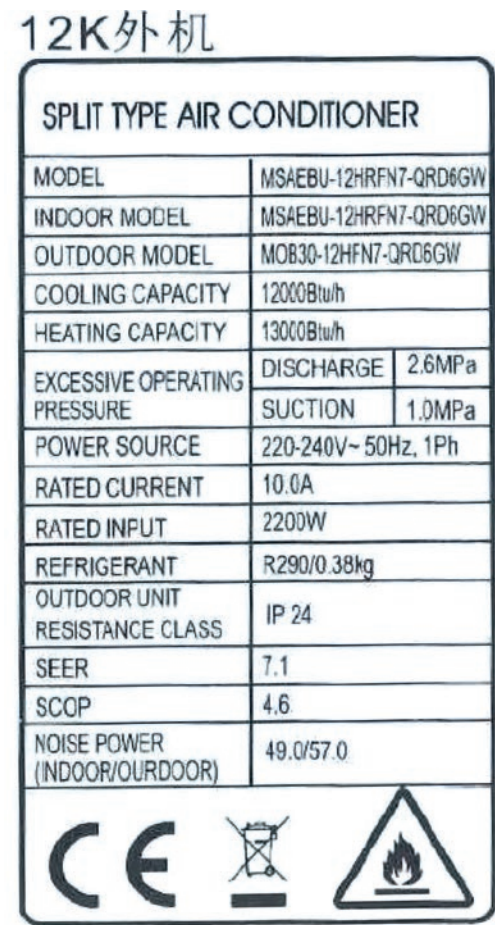 12K外机
SPLIT TYPE AIR CONDITIONER
MODEL MSAEBU-12HRFN7-QRD6GW
INDOOR MODEL MSAEBU-12HRFN7-QRD6GW
OUTDOOR MODEL MOB30-12HFN7-QRD6GW
COOLING CAPACITY 12000Btu/h
HEATING CAPACITY 13000Btu/h
EXCESSIVE OPERATING
PRESSURE
DISCHARGE 2.6MPa
SUCTION 1.0MPa
POWER SOURCE 220-240V~ 50Hz, 1Ph
RATED CURRENT 10.0A
RATED INPUT 2200W
REFRIGERANT R290/0.38kg
OUTDOOR UNIT
RESISTANCE CLASS
IP 24
SEER 7.1
SCOP 4.6
NOISE POWER
(INDOOR/OURDOOR)
49.0/57.0
CE